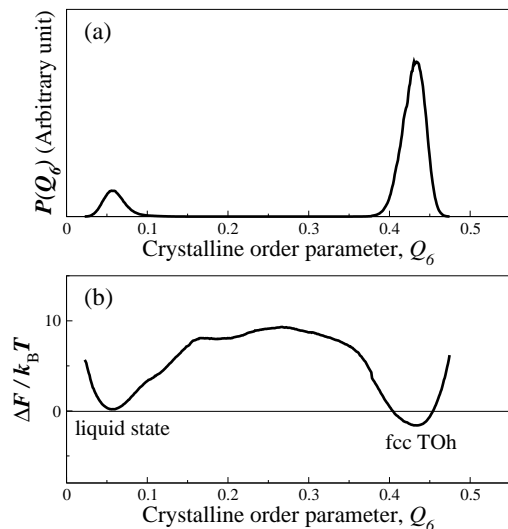 (a)
P(Q6) (Arbitrary unit)
0 0.1 0.2 0.3 0.4 0.5
Crystalline order parameter, Q6
(b)
ΔF / kBT
10
0
liquid state
fcc TOh
0 0.1 0.2 0.3 0.4 0.5
Crystalline order parameter, Q6